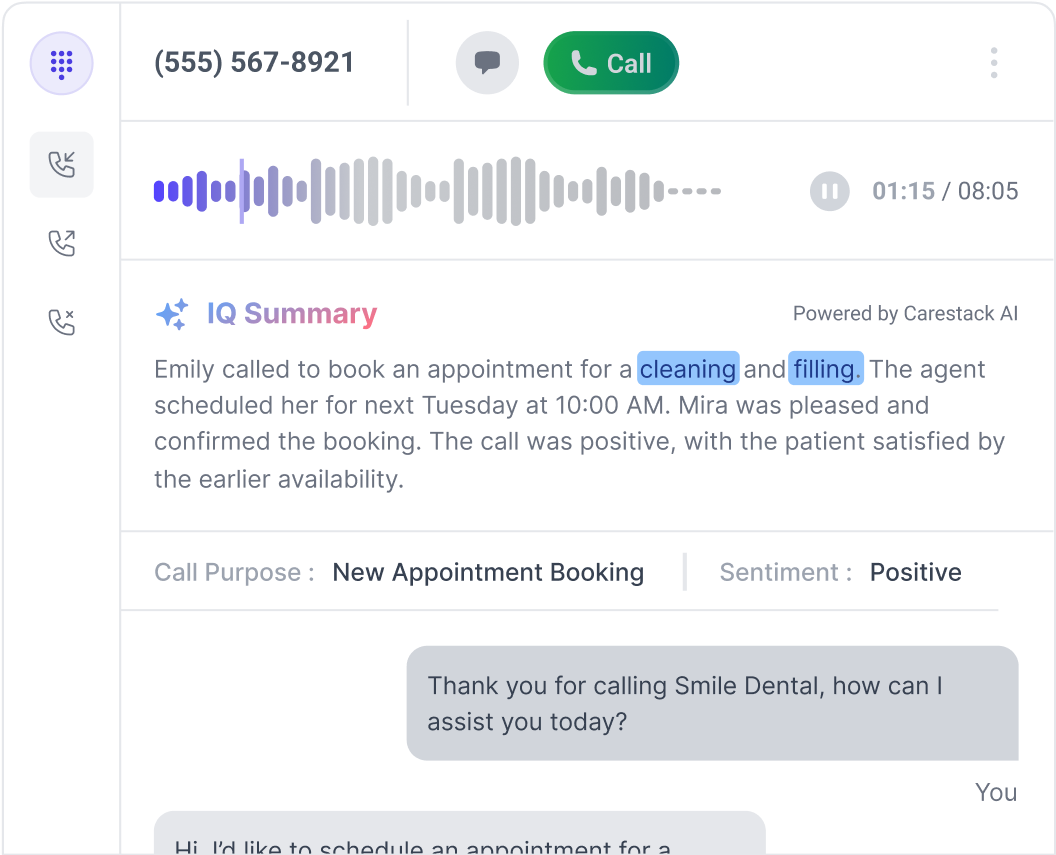 (555) 567-8921
Call
01:15 / 08:05
IQ Summary
Powered by Carestack AI
Emily called to book an appointment for a cleaning and filling. The agent
scheduled her for next Tuesday at 10:00 AM. Mira was pleased and
confirmed the booking. The call was positive, with the patient satisfied by
the earlier availability.
Call Purpose : New Appointment Booking
Sentiment : Positive
Thank you for calling Smile Dental, how can I
assist you today?
You
Hi, I’d like to schedule an appointment for a